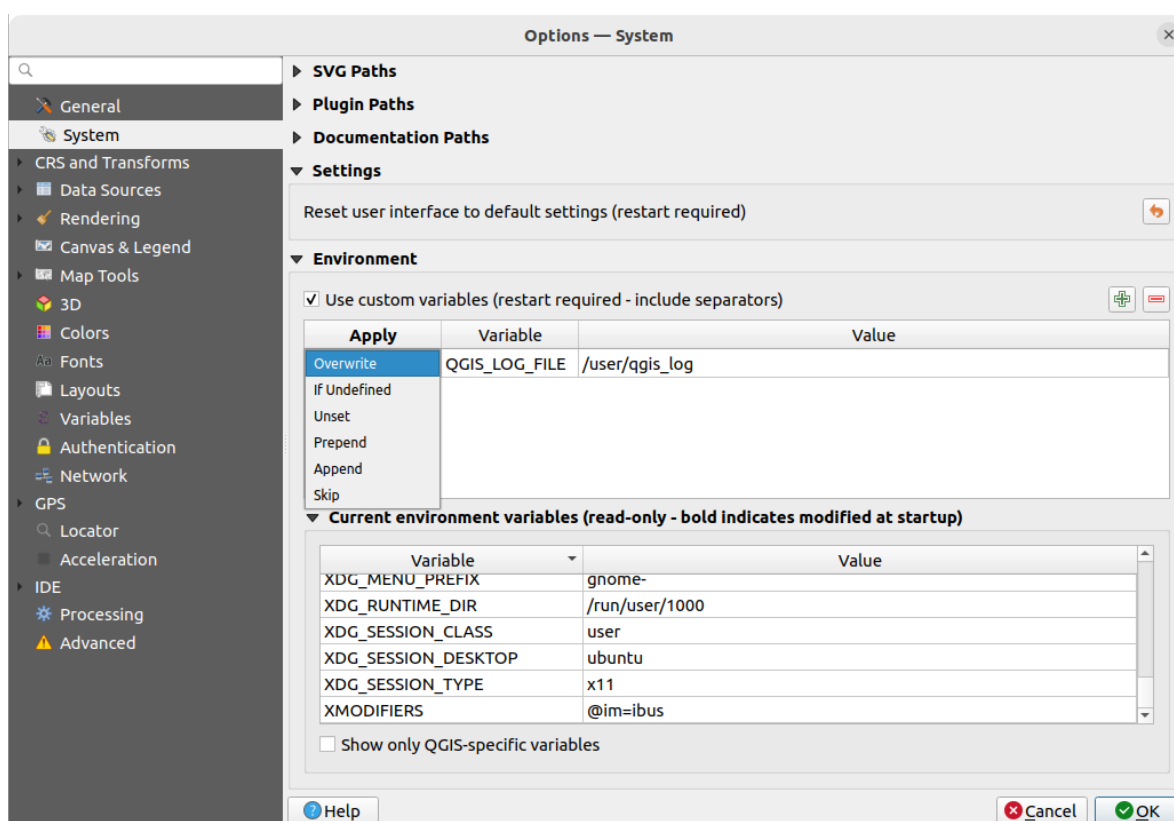 Options — System
General
System
CRS and Transforms
Data Sources
Rendering
Canvas & Legend
Map Tools
3D
Colors
Fonts
Layouts
Variables
Authentication
Network
GPS
Locator
Acceleration
IDE
Processing
Advanced
SVG Paths
Plugin Paths
Documentation Paths
Settings
Reset user interface to default settings (restart required)
Environment
Use custom variables (restart required - include separators)
Apply Variable Value
Overwrite QGIS_LOG_FILE /user/qgis_log
If Undefined
Unset
Prepend
Append
Skip
Current environment variables (read-only - bold indicates modified at startup)
Variable Value
XDG_MENU_PREFIX gnome-
XDG_RUNTIME_DIR /run/user/1000
XDG_SESSION_CLASS user
XDG_SESSION_DESKTOP ubuntu
XDG_SESSION_TYPE x11
XMODIFIERS @im=ibus
Show only QGIS-specific variables
Help Cancel OK